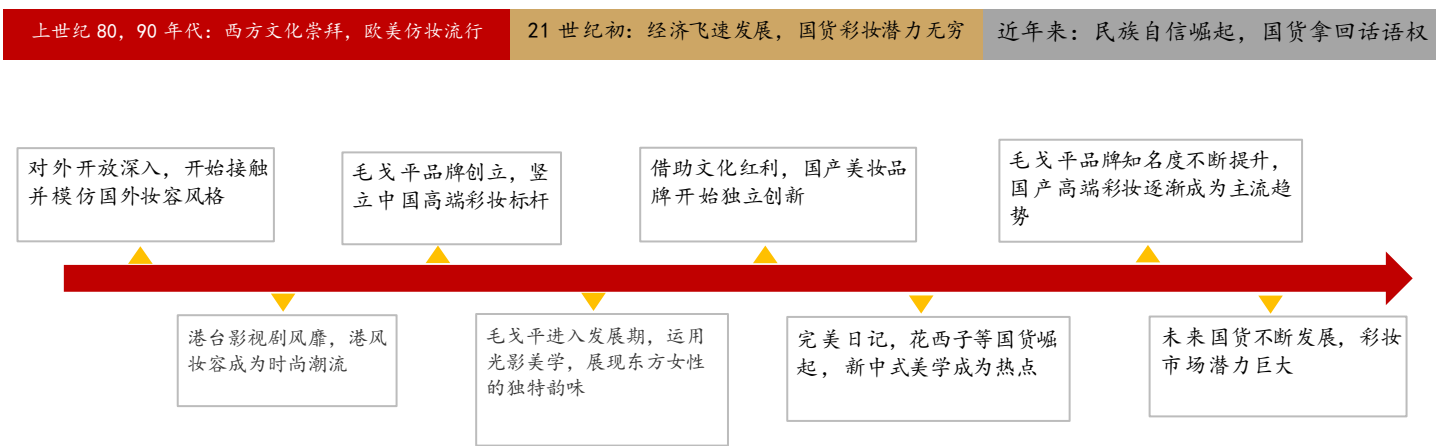 上世纪 80，90 年代：西方文化崇拜，欧美仿妆流行
21 世纪初：经济飞速发展，国货彩妆潜力无穷
近年来：民族自信崛起，国货拿回话语权
对外开放深入，开始接触
并模仿国外妆容风格
毛戈平品牌创立，竖
立中国高端彩妆标杆
借助文化红利，国产美妆品
牌开始独立创新
毛戈平品牌知名度不断提升，
国产高端彩妆逐渐成为主流趋
势
港台影视剧风靡，港风
妆容成为时尚潮流
毛戈平进入发展期，运用
光影美学，展现东方女性
的独特韵味
完美日记，花西子等国货崛
起，新中式美学成为热点
未来国货不断发展，彩妆
市场潜力巨大